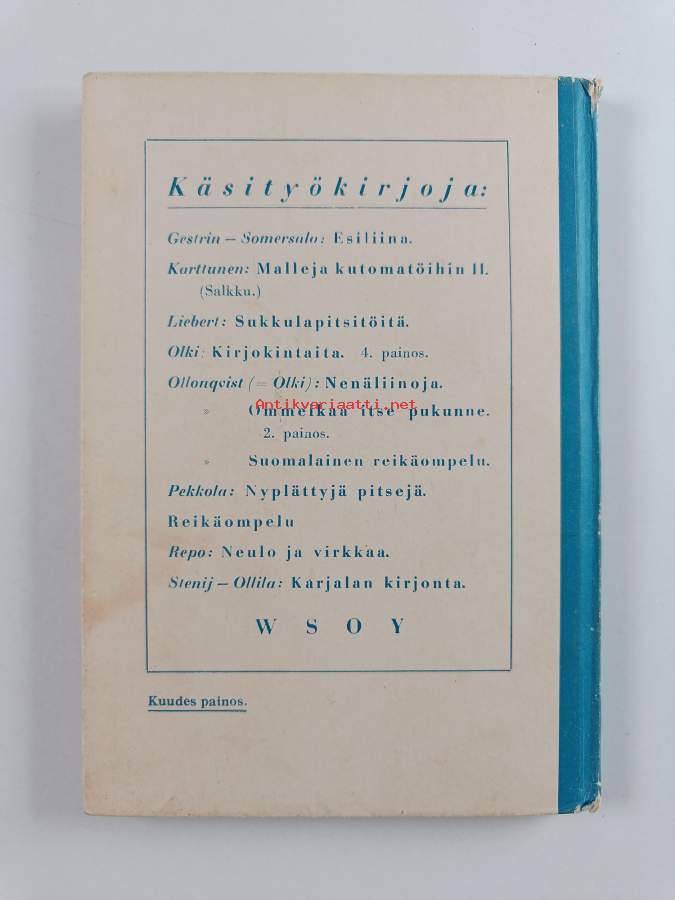 Käsityökirjoja:
Gestrin — Somersalo: Esiliina.
Karttunen: Malleja kutomatöihin II.
(Salkku.)
Liebert: Sukkulapitsitöitä.
Olki: Kirjokintaita. 4. painos.
Ollonqvist (= Olki): Nenäliinoja.
Antikvariaatti.net
» Ommelkaa itse pukunne.
2. painos.
» Suomalainen reikäompelu.
Pekkola: Nyplättyjä pitsejä.
Reikäompelu
Repo: Neulo ja virkkaa.
Stenij — Ollila: Karjalan kirjonta.
WSOY
Kuudes painos.